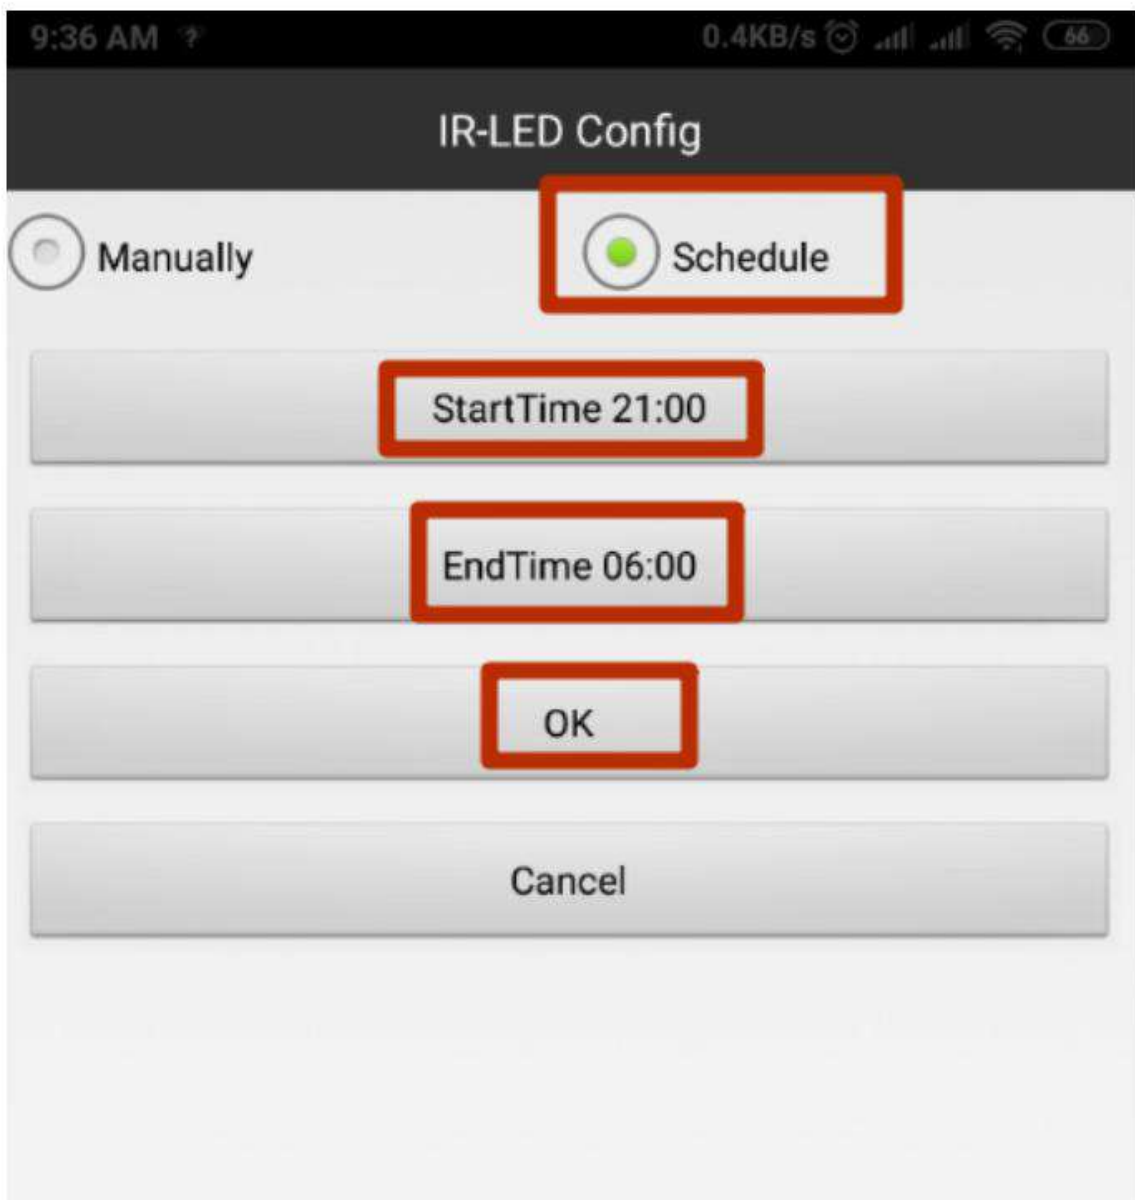 9:36 AM ? 0.4KB/s 66
IR-LED Config
Manually Schedule
StartTime 21:00
EndTime 06:00
OK
Cancel